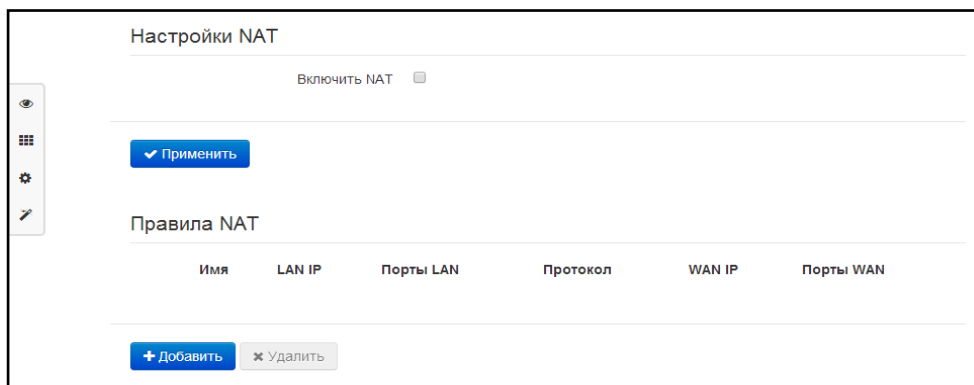 Настройки NAT
Включить NAT
Применить
Правила NAT
Имя LAN IP Порты LAN Протокол WAN IP Порты WAN
Добавить Удалить